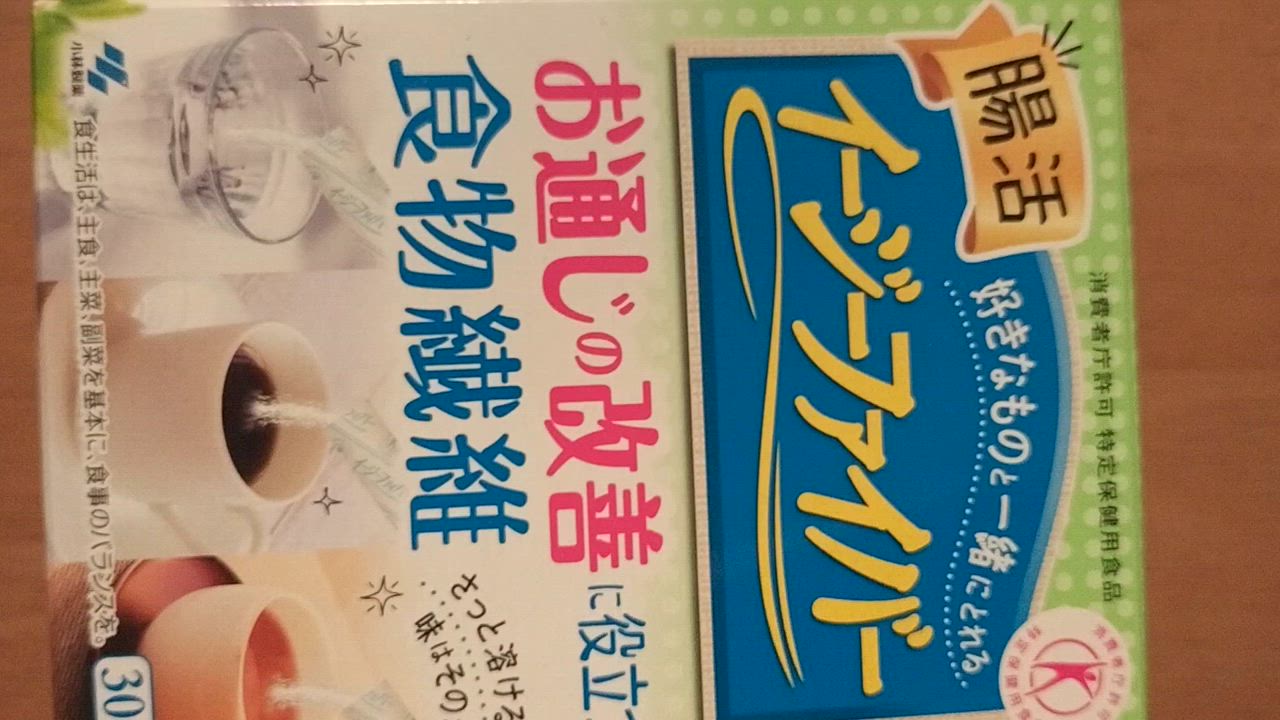 消費者庁許可 特定保健用食品
腸活
好きなものと一緒にとれる
イージーファイバー
お通じの改善に役立
食物繊維
さっと溶ける
味はその
小林製薬
食生活は、主食、主菜、副菜を基本に、食事のバランスを。
30